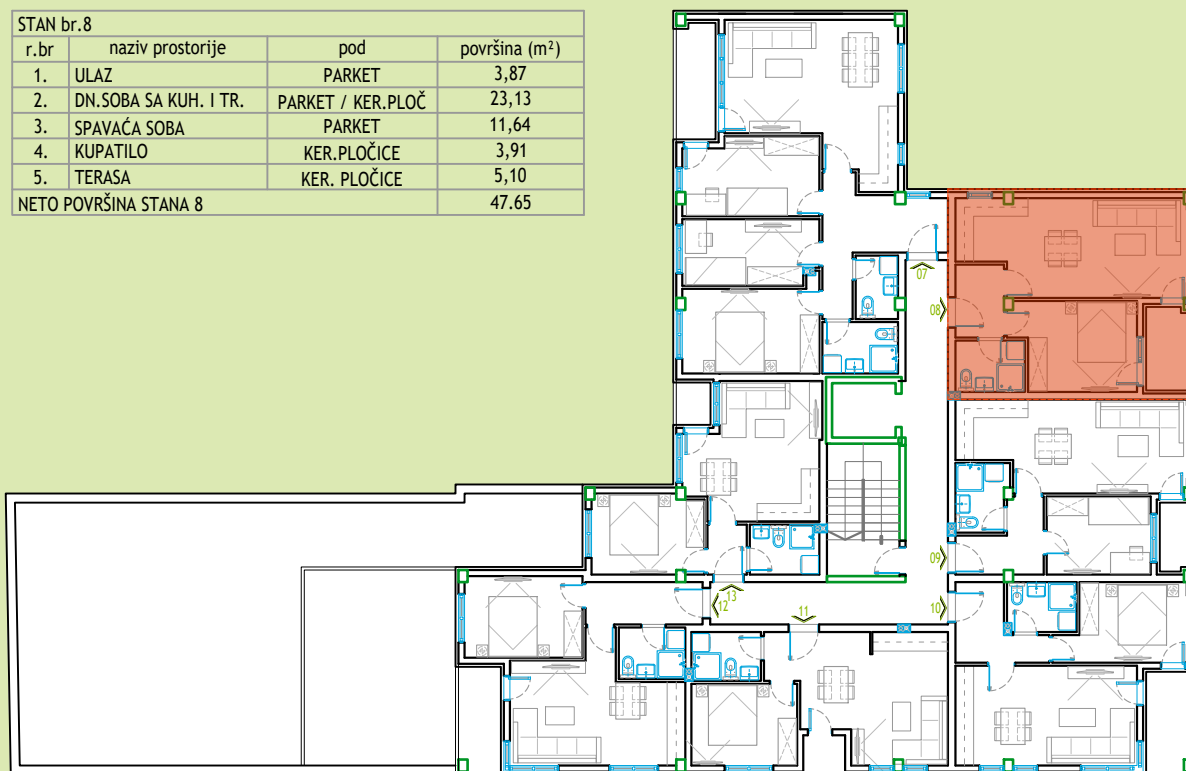 STAN br.8
r.br naziv prostorije pod površina (m²)
1. ULAZ PARKET 3,87
2. DN.SOBA SA KUH. I TR. PARKET / KER.PLOČ 23,13
3. SPAVAĆA SOBA PARKET 11,64
4. KUPATILO KER.PLOČICE 3,91
5. TERASA KER. PLOČICE 5,10
NETO POVRŠINA STANA 8 47.65
07
08
09
10
11
12
13